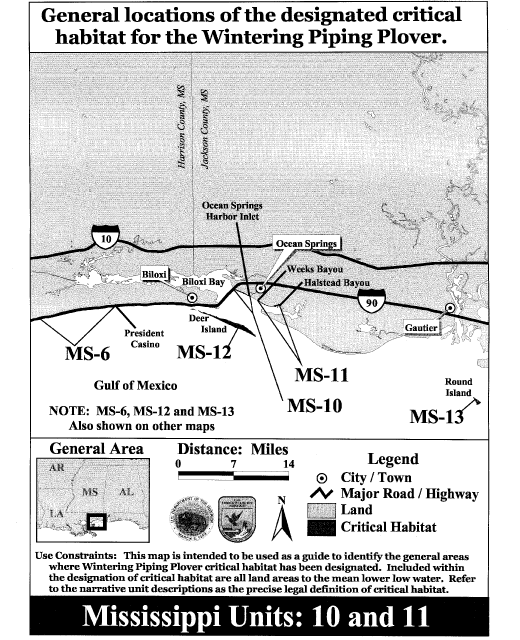 General locations of the designated critical
habitat for the Wintering Piping Plover.
Harrison County, MS
Jackson County, MS
Ocean Springs
Harbor Inlet
10
Ocean Springs
Biloxi
Biloxi Bay
Weeks Bayou
Halstead Bayou
90
Deer
Island
President
Casino
Gautier
MS-6
MS-12
MS-11
Gulf of Mexico
MS-10
Round
Island
MS-13
NOTE: MS-6, MS-12 and MS-13
Also shown on other maps
General Area
AR
MS
AL
LA
Distance: Miles
0 7 14
N
Legend
City / Town
Major Road / Highway
Land
Critical Habitat
Use Constraints: This map is intended to be used as a guide to identify the general areas
where Wintering Piping Plover critical habitat has been designated. Included within
the designation of critical habitat are all land areas to the mean lower low water. Refer
to the narrative unit descriptions as the precise legal definition of critical habitat.
Mississippi Units: 10 and 11